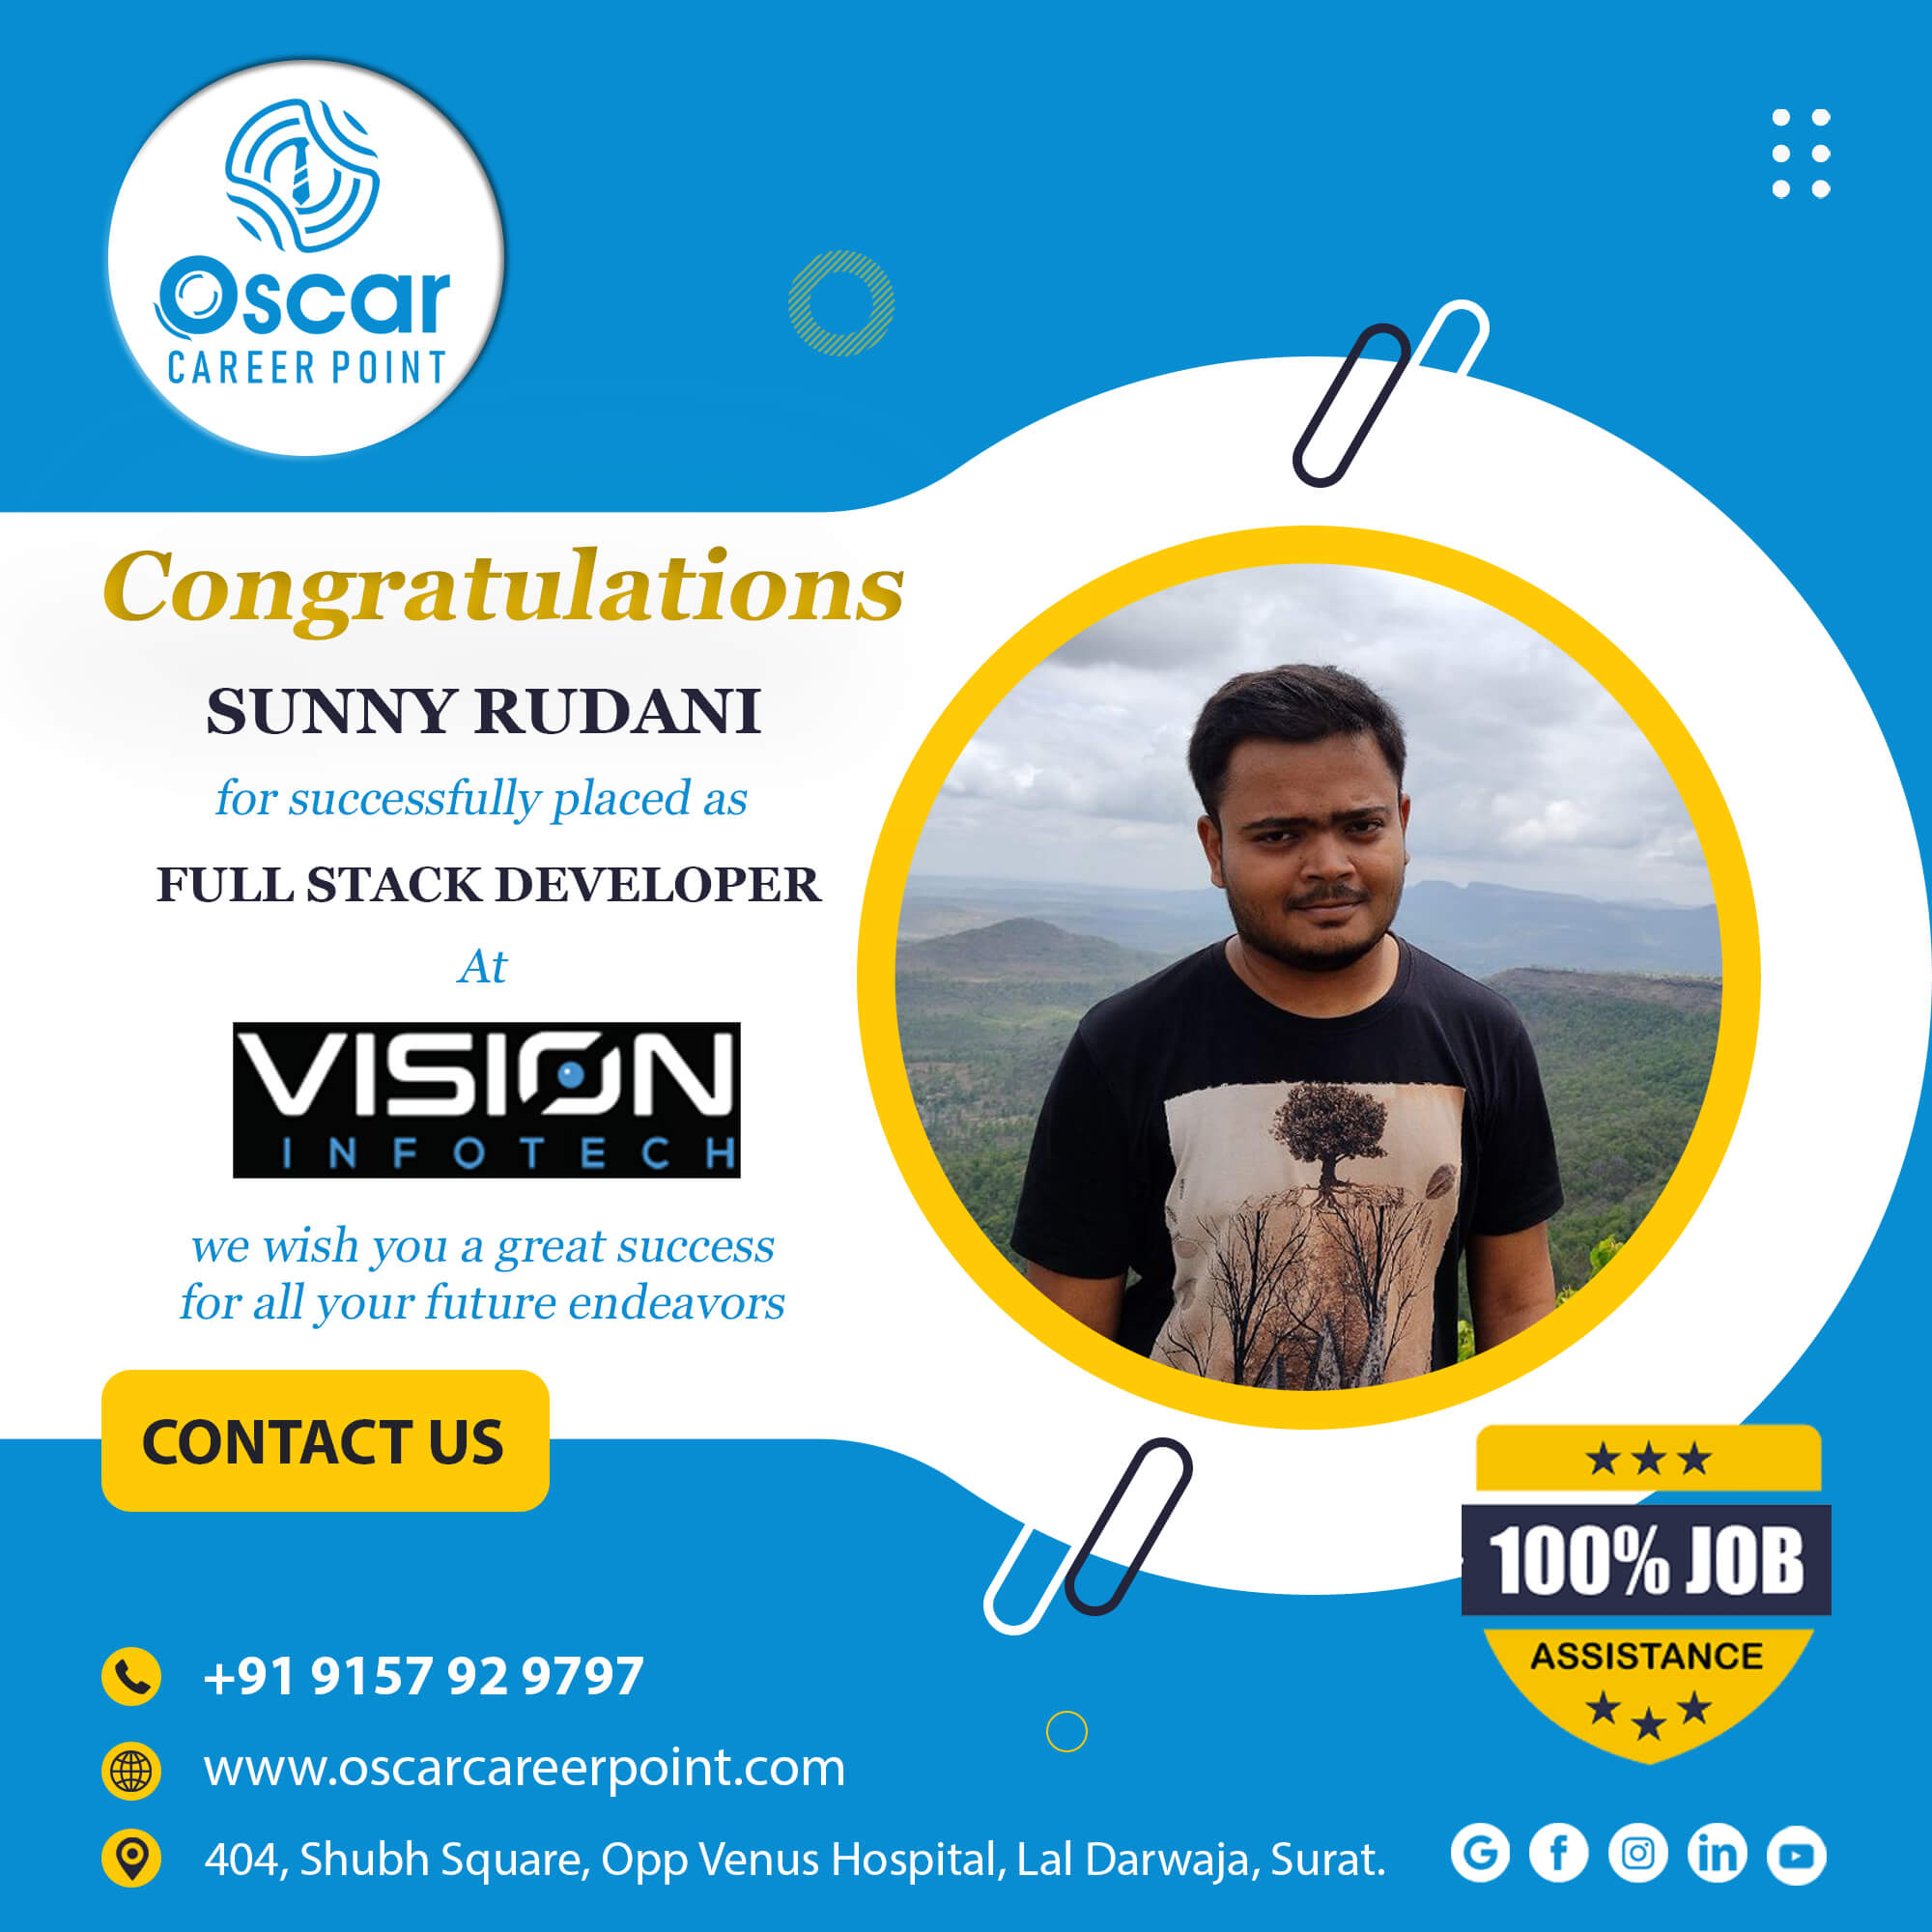 Oscar
CAREER POINT
Congratulations
SUNNY RUDANI
for successfully placed as
FULL STACK DEVELOPER
At
VISION
INFOTECH
we wish you a great success
for all your future endeavors
CONTACT US
100% JOB
ASSISTANCE
+91 9157 92 9797
www.oscarcareerpoint.com
404, Shubh Square, Opp Venus Hospital, Lal Darwaja, Surat.